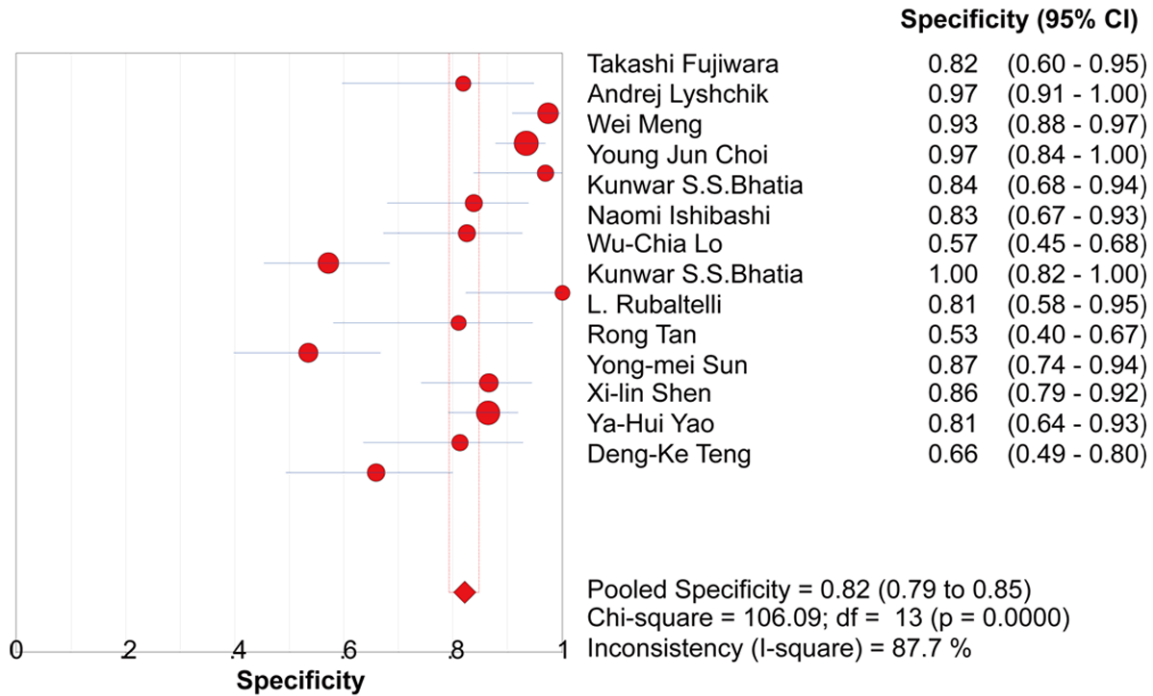 Specificity (95% CI)
Takashi Fujiwara 0.82 (0.60 - 0.95)
Andrej Lyshchik 0.97 (0.91 - 1.00)
Wei Meng 0.93 (0.88 - 0.97)
Young Jun Choi 0.97 (0.84 - 1.00)
Kunwar S.S.Bhatia 0.84 (0.68 - 0.94)
Naomi Ishibashi 0.83 (0.67 - 0.93)
Wu-Chia Lo 0.57 (0.45 - 0.68)
Kunwar S.S.Bhatia 1.00 (0.82 - 1.00)
L. Rubaltelli 0.81 (0.58 - 0.95)
Rong Tan 0.53 (0.40 - 0.67)
Yong-mei Sun 0.87 (0.74 - 0.94)
Xi-lin Shen 0.86 (0.79 - 0.92)
Ya-Hui Yao 0.81 (0.64 - 0.93)
Deng-Ke Teng 0.66 (0.49 - 0.80)
Pooled Specificity = 0.82 (0.79 to 0.85)
Chi-square = 106.09; df = 13 (p = 0.0000)
Inconsistency (I-square) = 87.7 %
0 .2 .4 .6 .8 1
Specificity